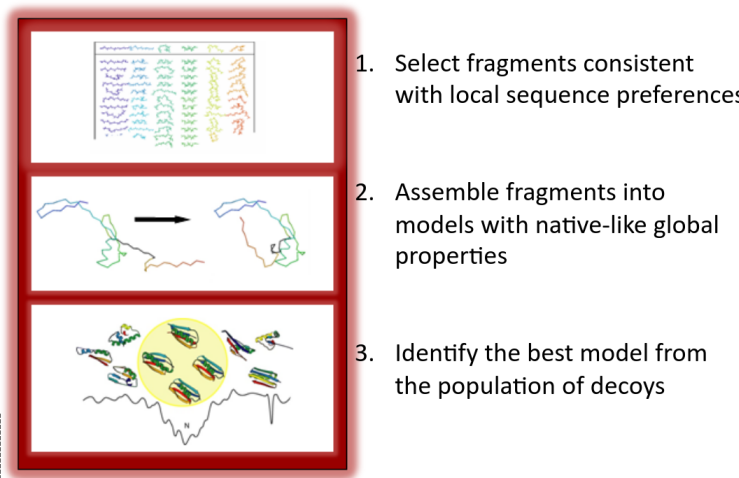 1. Select fragments consistent
with local sequence preferences
2. Assemble fragments into
models with native-like global
properties
3. Identify the best model from
the population of decoys
N